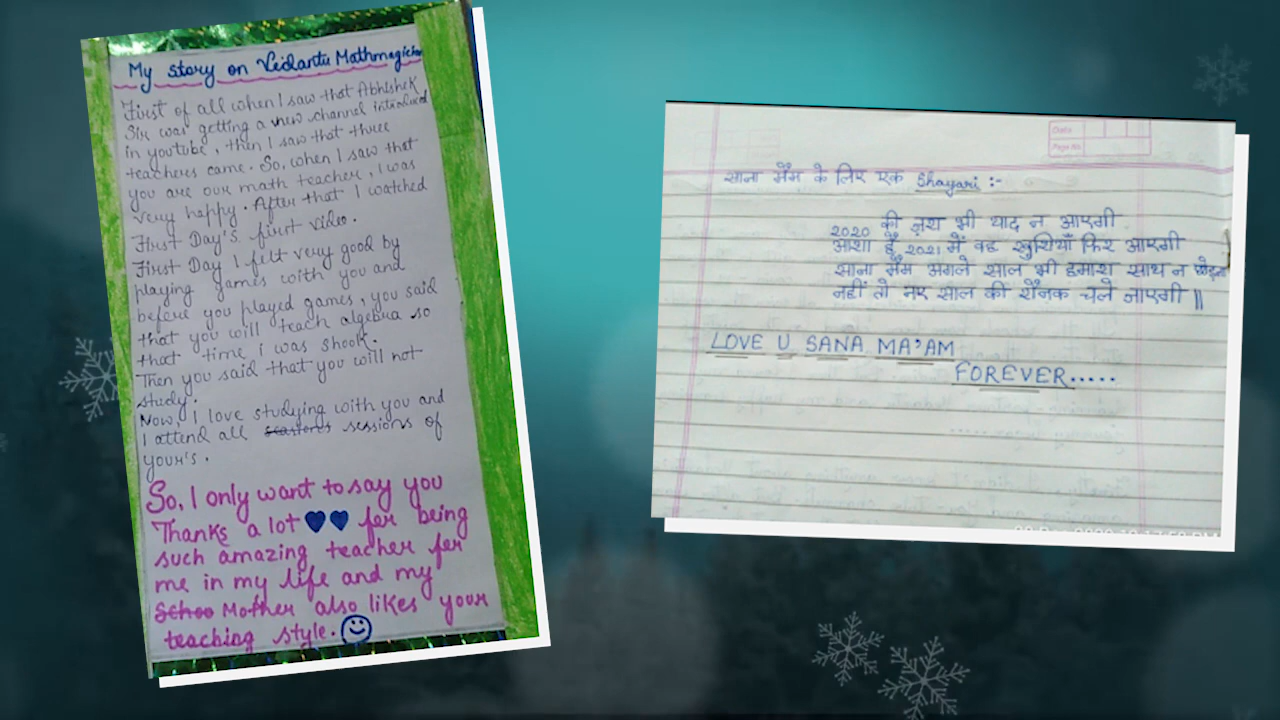 My story on Vedantu Mathmagician
First of all when I saw that Abhishek
Sir was getting a new channel introduced
in youtube, then I saw that three
teachers came. So, when I saw that
you are our math teacher, I was
very happy. After that I watched
First Day's first video.
First Day I felt very good by
playing games with you and
before you played games, you said
that you will teach algebra so
that time i was shook.
Then you said that you will not
study.
Now, I love studying with you and
I attend all sessions of
your's.
So, I only want to say you
Thanks a lot 💙💙 for being
such amazing teacher for
me in my life and my
Mother also likes your
teaching style. 🙂
Date
Page No.
साना मैम के लिए एक Shayari :-
2020 की भी याद न आएगी
आशा है 2021 में वह खुशियाँ फिर आएगी
साना मैम अगले साल भी हमारा साथ न छोड़ना
नहीं तो नए साल की रौनक चले जाएगी ||
LOVE U SANA MA'AM
FOREVER.....